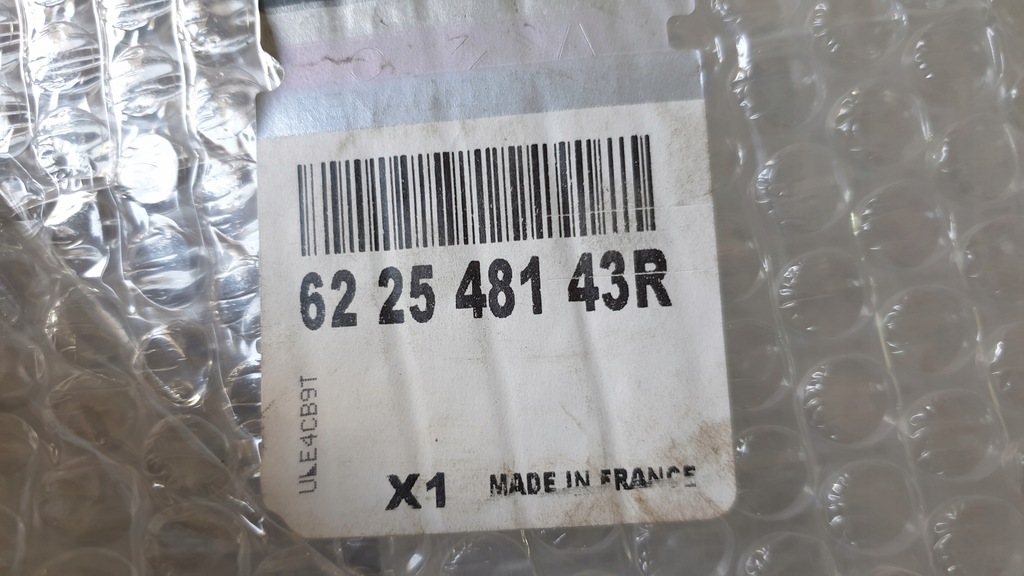 62 25 481 43R
ULE4CB9T
X1 MADE IN FRANCE